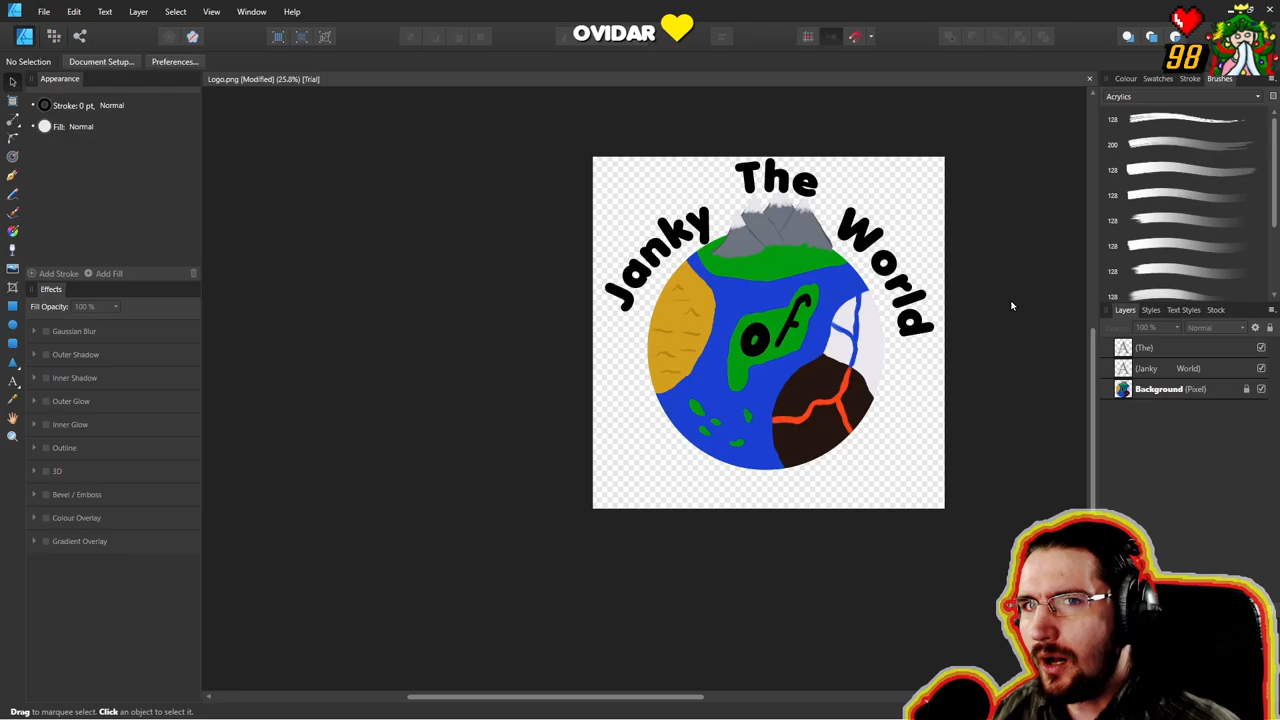 File Edit Text Layer Select View Window Help
OVIDAR
98
No Selection Document Setup... Preferences...
Appearance
Logo.png [Modified] (25.8%) [Trial]
Colour Swatches Stroke Brushes
Stroke: 0 pt, Normal
Fill: Normal
Acrylics
128
200
128
128
128
128
128
128
The
Janky
World
of
Add Stroke Add Fill
Effects
Fill Opacity: 100 %
Gaussian Blur
Outer Shadow
Inner Shadow
Outer Glow
Inner Glow
Outline
3D
Bevel / Emboss
Colour Overlay
Gradient Overlay
Layers Styles Text Styles Stock
Opacity: 100 % Normal
(The)
(Janky World)
Background (Pixel)
Drag to marquee select. Click an object to select it.